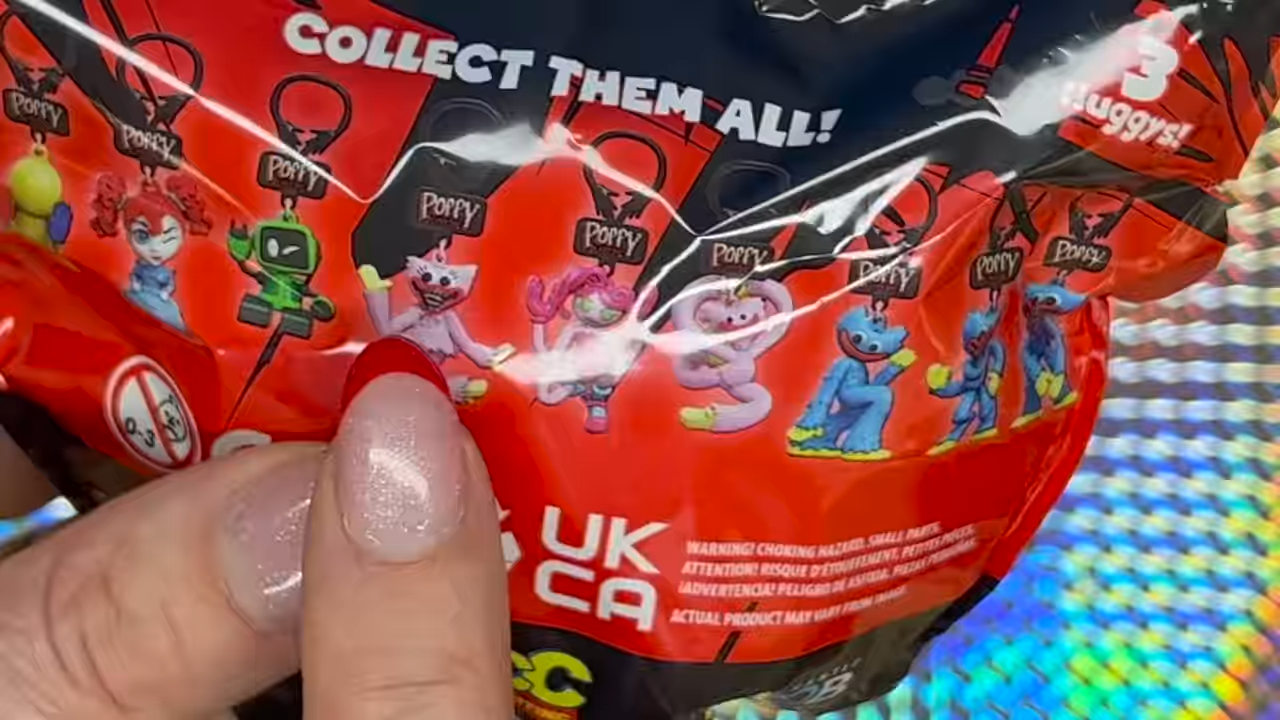 COLLECT THEM ALL!
3
Huggys!
POPPY
POPPY
POPPY
POPPY
POPPY
POPPY
POPPY
POPPY
POPPY
0-3
UK
CA
WARNING! CHOKING HAZARD. SMALL PARTS.
ATTENTION! RISQUE D'ÉTOUFFEMENT. PETITES PIÈCES.
¡ADVERTENCIA! PELIGRO DE ASFIXIA. PIEZAS PEQUEÑAS.
ACTUAL PRODUCT MAY VARY FROM IMAGE.